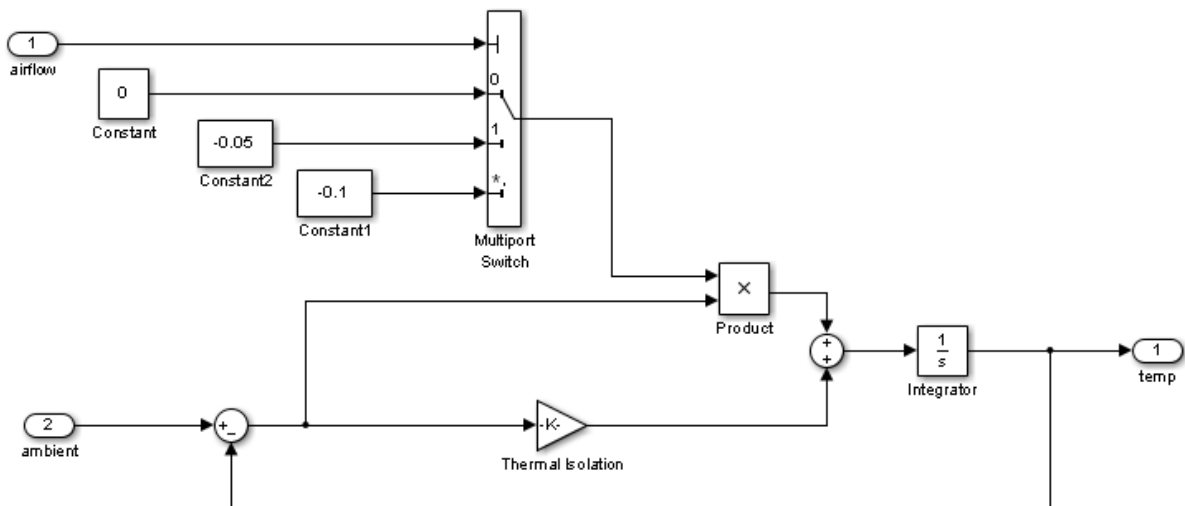 1
airflow
0
Constant
-0.05
Constant2
-0.1
Constant1
0
1
*,
Multiport
Switch
×
Product
+
+
1
s
Integrator
1
temp
2
ambient
+
−
-K-
Thermal Isolation